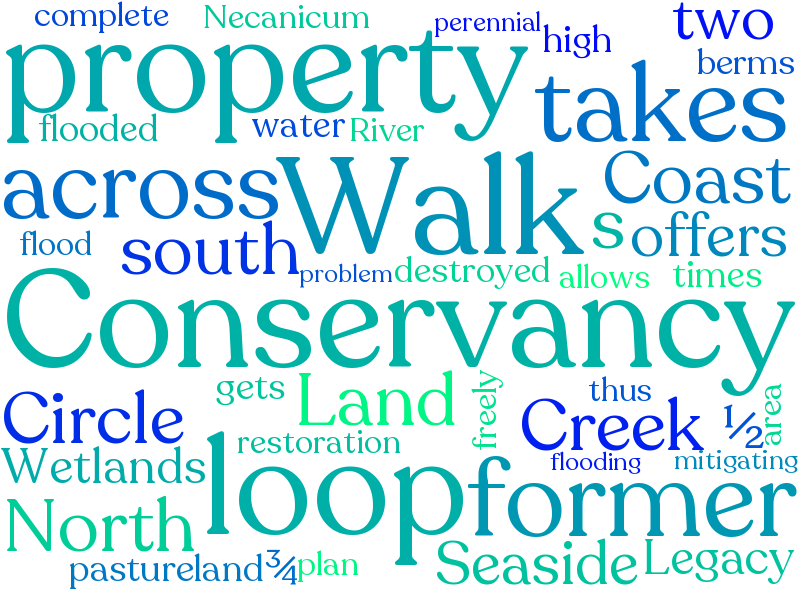 complete
Necanicum
perennial
high
two
property
berms
takes
flooded
water
River
across
Walk
Coast
flood
south
s
offers
problem
destroyed
allows
times
Conservancy
gets
Land
freely
thus
area
Circle
Creek
½
restoration
Wetlands
loop
flooding
mitigating
North
former
pastureland
¾
plan
Seaside
Legacy